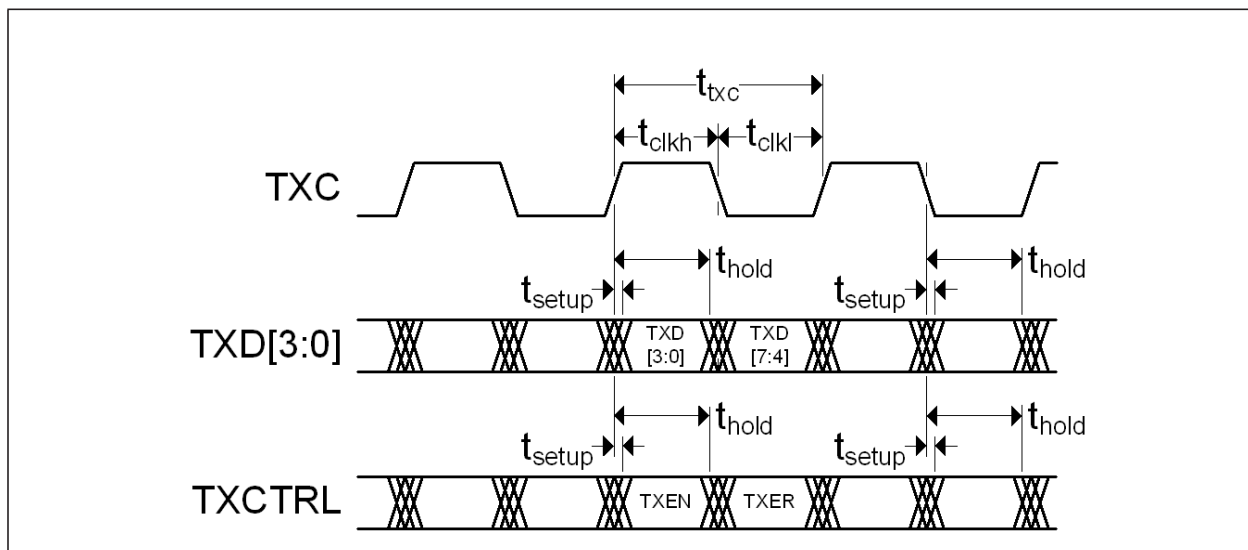 t_txc
t_clkh t_clkl
TXC
t_hold t_hold
t_setup t_setup
TXD[3:0] TXD [3:0] TXD [7:4]
t_hold t_hold
t_setup t_setup
TXCTRL TXEN TXER